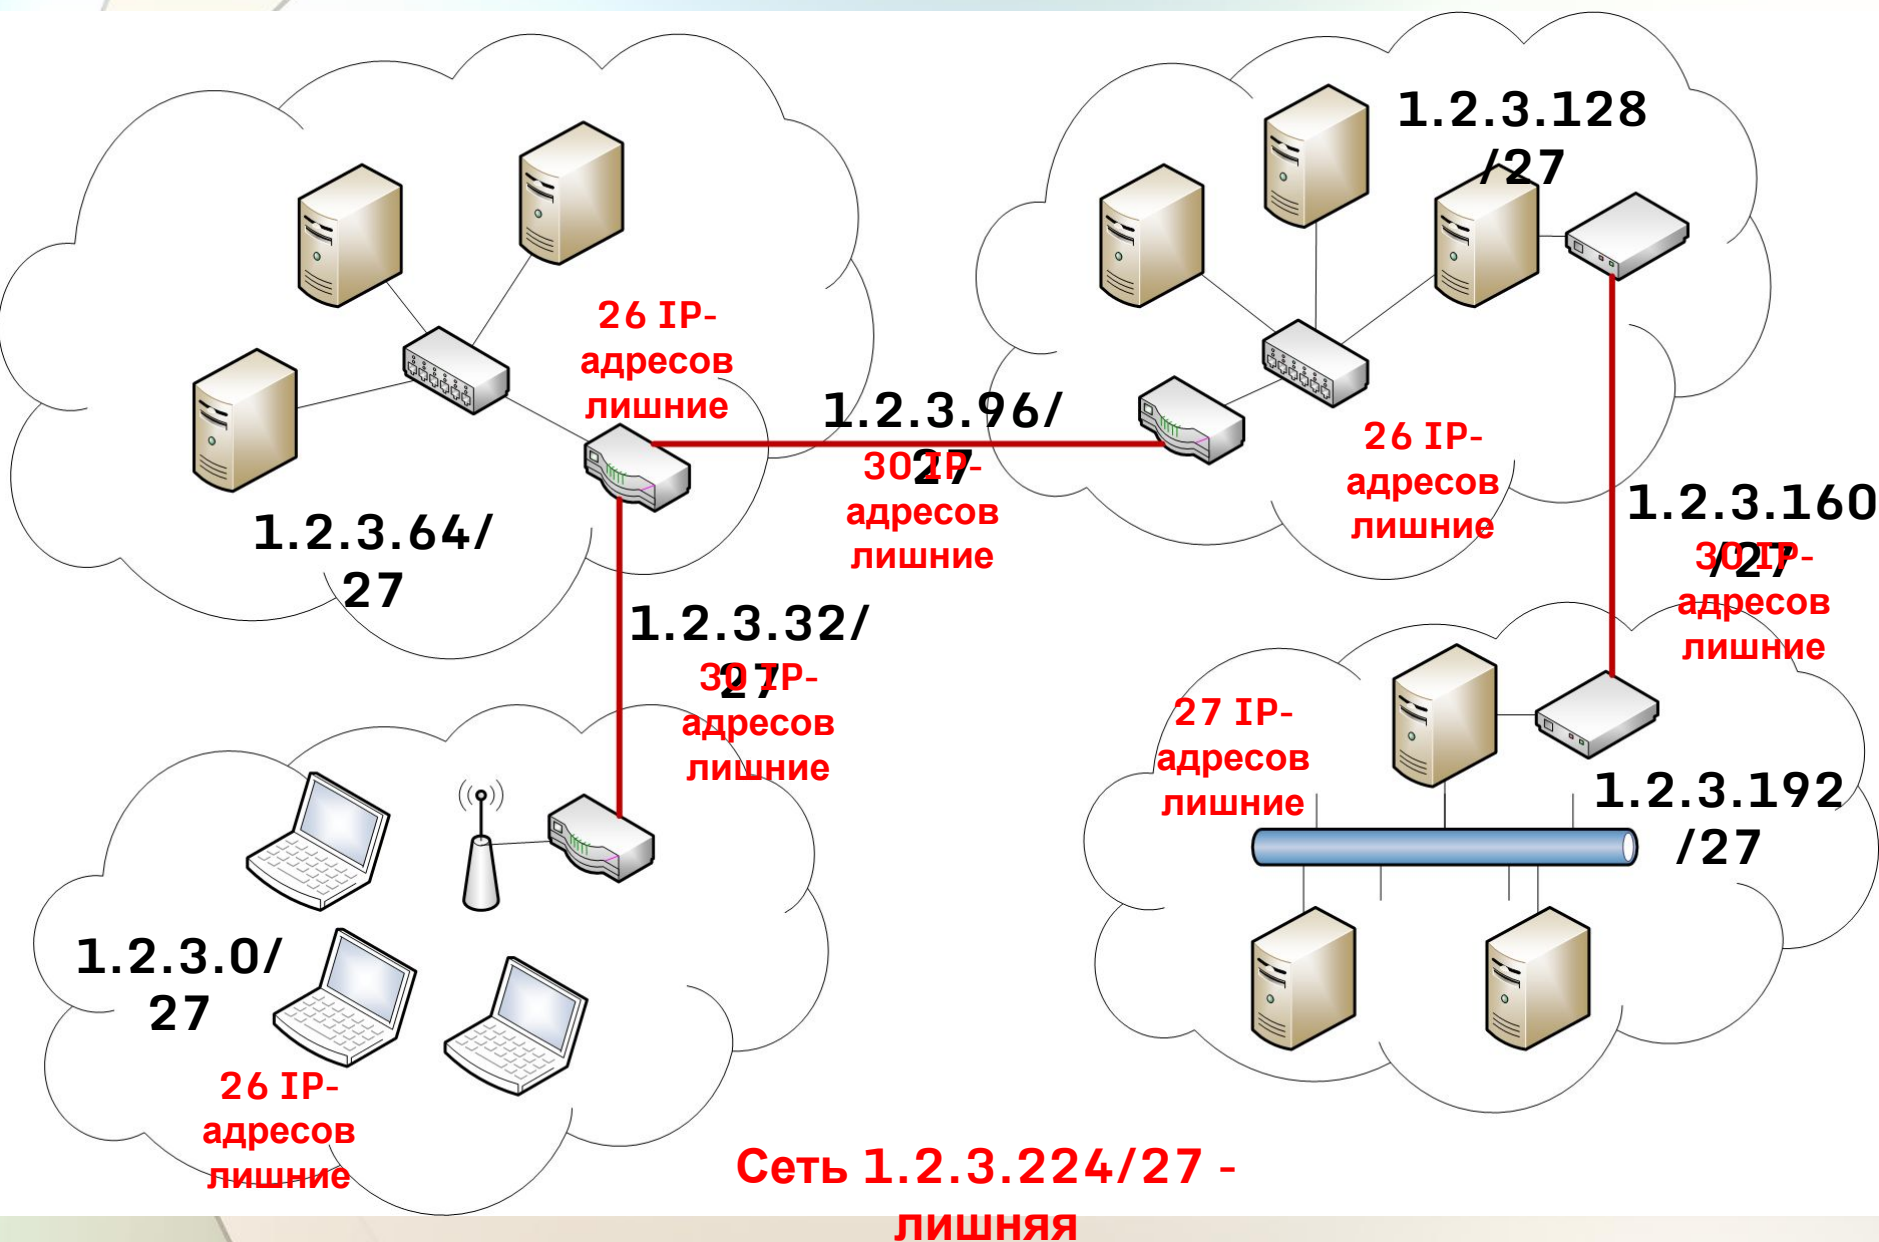 1.2.3.128
/27
26 IP-
адресов
лишние
1.2.3.96/
27
30 IP-
адресов
лишние
26 IP-
адресов
лишние
1.2.3.64/
27
1.2.3.160
/27
30 IP-
адресов
лишние
1.2.3.32/
27
30 IP-
адресов
лишние
27 IP-
адресов
лишние
1.2.3.192
/27
1.2.3.0/
27
26 IP-
адресов
лишние
Сеть 1.2.3.224/27 -
лишняя